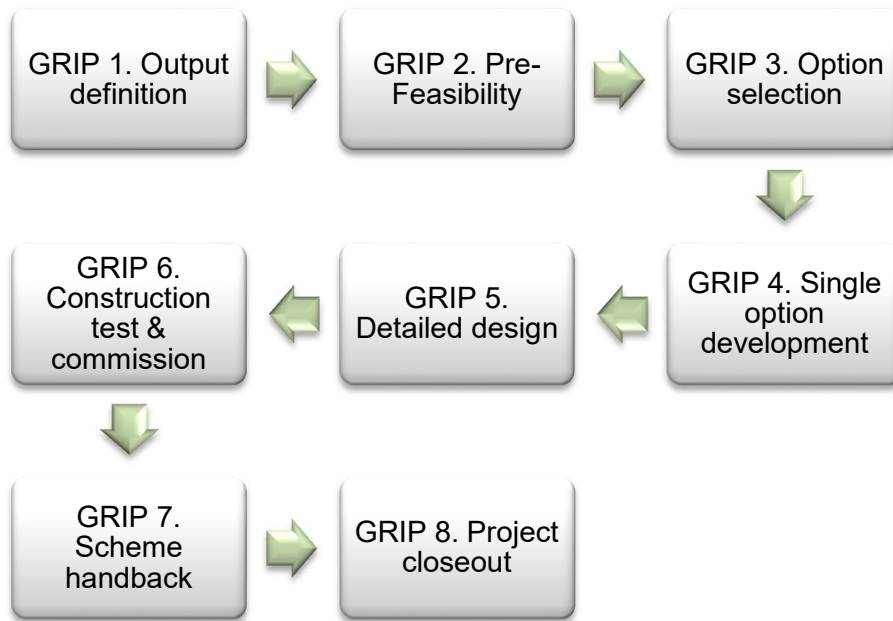 GRIP 1. Output
definition
GRIP 2. Pre-
Feasibility
GRIP 3. Option
selection
GRIP 4. Single
option
development
GRIP 5.
Detailed design
GRIP 6.
Construction
test &
commission
GRIP 7.
Scheme
handback
GRIP 8. Project
closeout